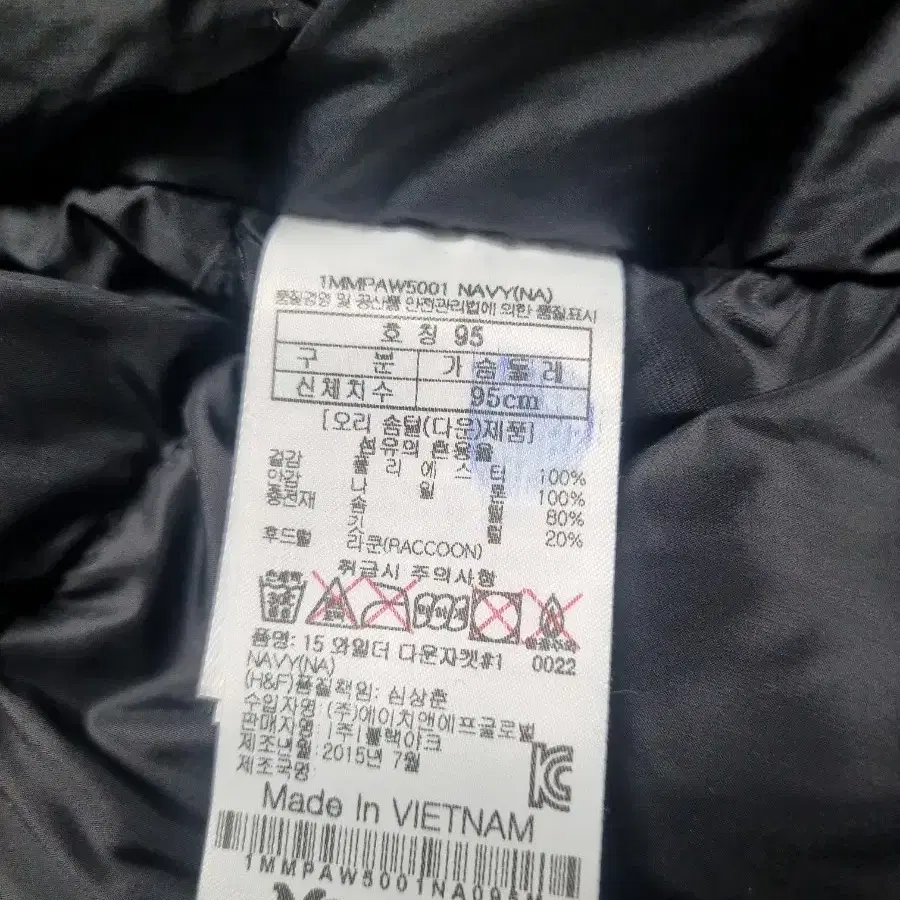 1MMPAW5001 NAVY(NA)
품질경영 및 공산품 안전관리법에 의한 품질표시
호 칭 95
구 분 가슴둘레
신체치수 95cm
[오리 솜털(다운)제품]
섬유의 혼용율
겉감 폴 리 에 스 터 100%
안감 나 일 론 100%
충전재 솜 털 80%
깃 털 20%
후드털 라쿤(RACCOON)
취급시 주의사항
손세탁
품명: 15 와일더 다운자켓#1 0022
NAVY(NA)
(H&F)품질책임: 심상훈
수입자명: (주)에이치앤에프글로벌
판매자명: (주)블랙야크
제조년월: 2015년 7월
제조국명:
Made In VIETNAM
1MMPAW5001NA095